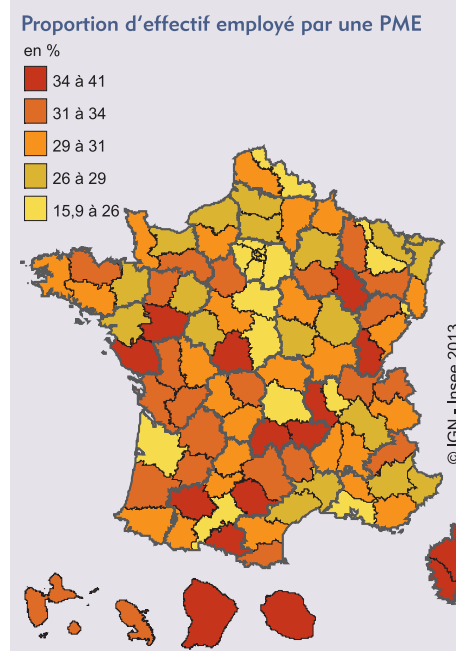 Proportion d'effectif employé par une PME
en %
34 à 41
31 à 34
29 à 31
26 à 29
15,9 à 26
© IGN - Insee 2013